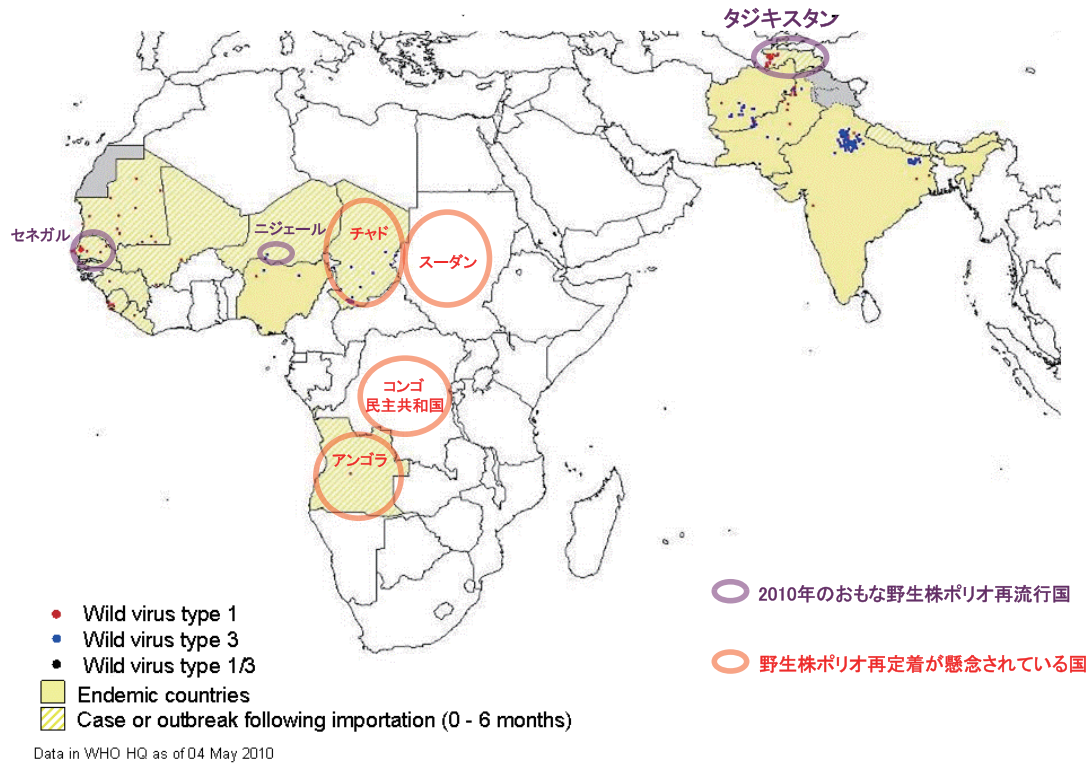 タジキスタン
セネガル
ニジェール
チャド
スーダン
コンゴ
民主共和国
アンゴラ
2010年のおもな野生株ポリオ再流行国
野生株ポリオ再定着が懸念されている国
Wild virus type 1
Wild virus type 3
Wild virus type 1/3
Endemic countries
Case or outbreak following importation (0 - 6 months)
Data in WHO HQ as of 04 May 2010